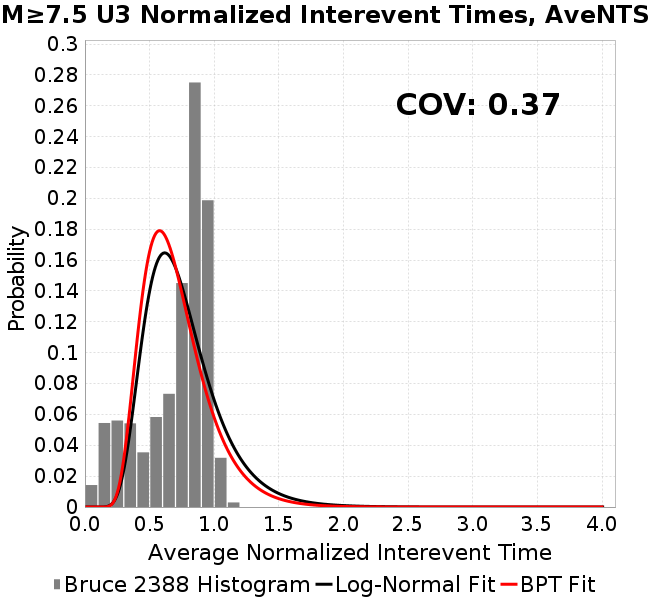 M≥7.5 U3 Normalized Interevent Times, AveNTS
COV: 0.37
Probability
0.3
0.28
0.26
0.24
0.22
0.2
0.18
0.16
0.14
0.12
0.1
0.08
0.06
0.04
0.02
0
0.0 0.5 1.0 1.5 2.0 2.5 3.0 3.5 4.0
Average Normalized Interevent Time
Bruce 2388 Histogram Log-Normal Fit BPT Fit